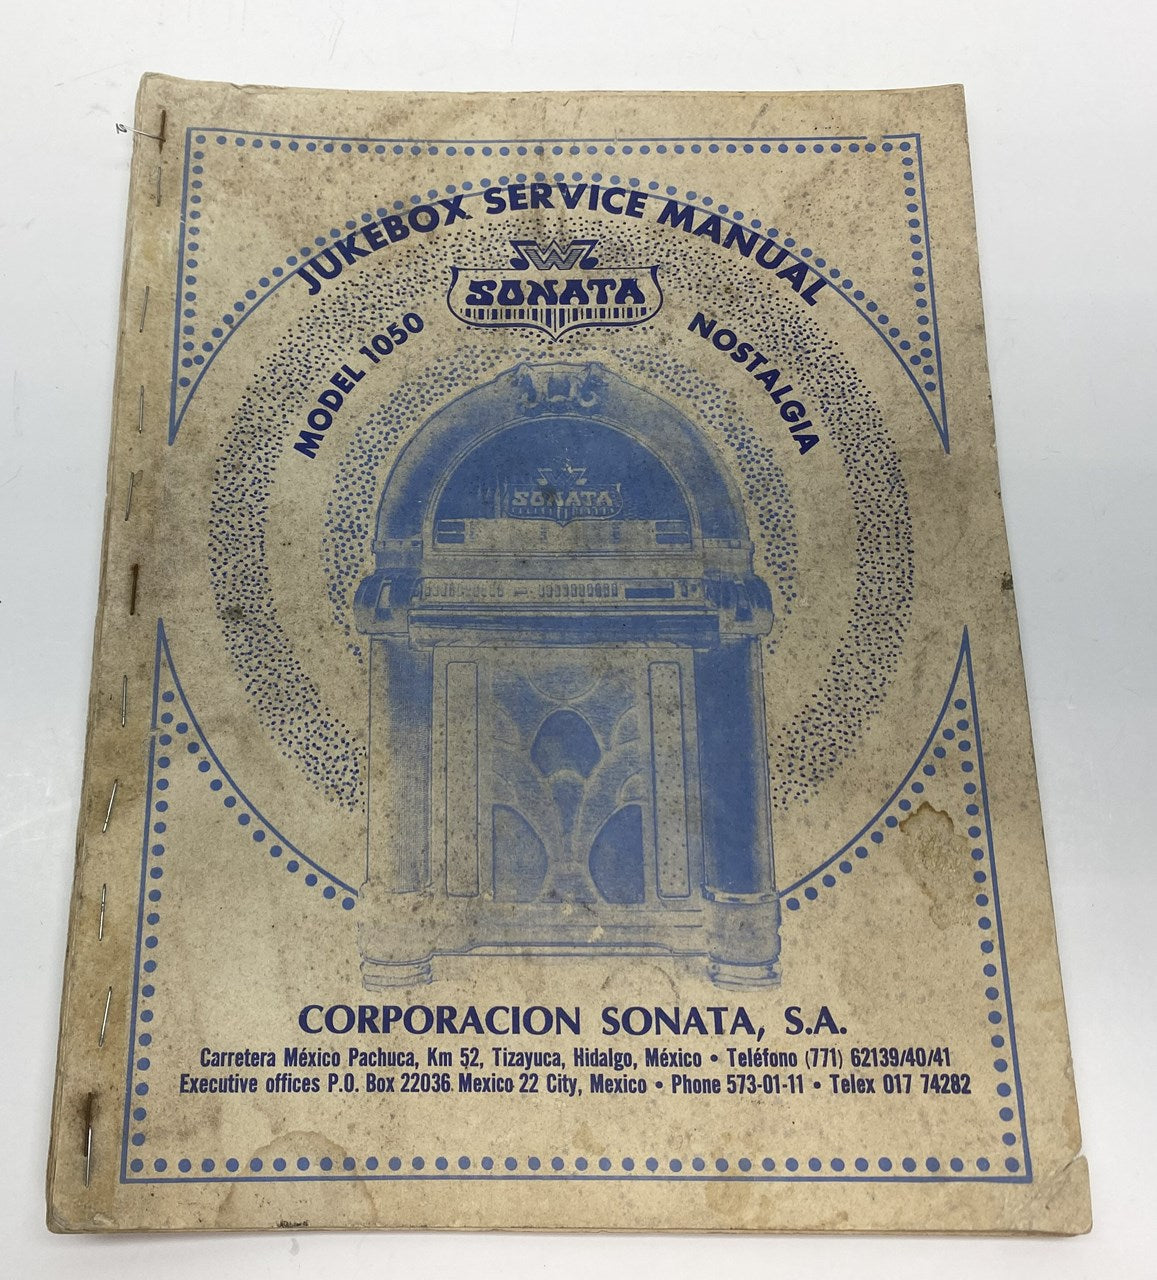 JUKEBOX SERVICE MANUAL
W
SONATA
MODEL 1050
NOSTALGIA
SONATA
CORPORACION SONATA, S.A.
Carretera México Pachuca, Km 52, Tizayuca, Hidalgo, México • Teléfono (771) 62139/40/41
Executive offices P.O. Box 22036 Mexico 22 City, Mexico • Phone 573-01-11 • Telex 017 74282